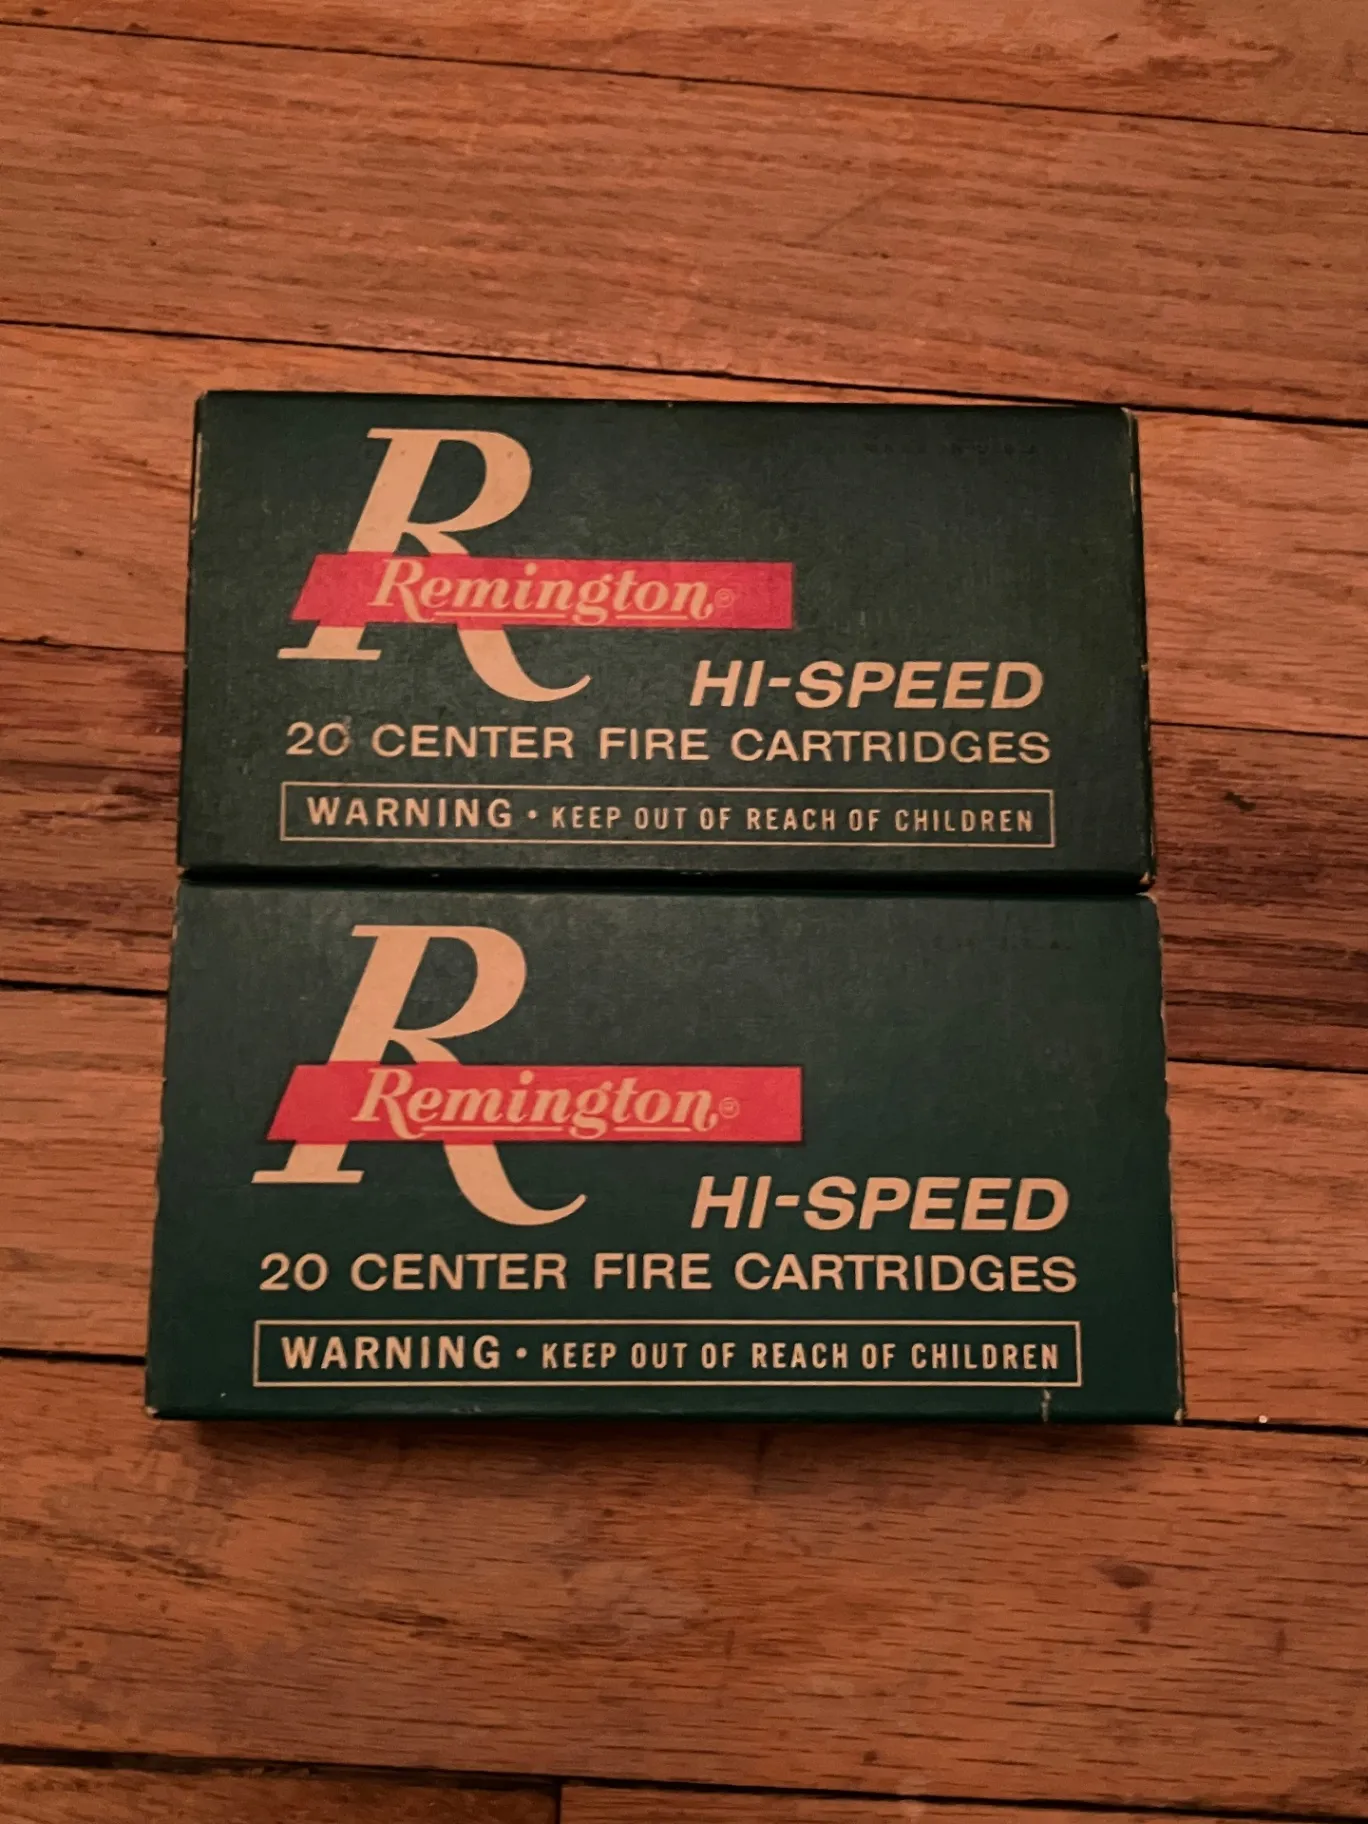 Remington®
HI-SPEED
20 CENTER FIRE CARTRIDGES
WARNING • KEEP OUT OF REACH OF CHILDREN
Remington®
HI-SPEED
20 CENTER FIRE CARTRIDGES
WARNING • KEEP OUT OF REACH OF CHILDREN